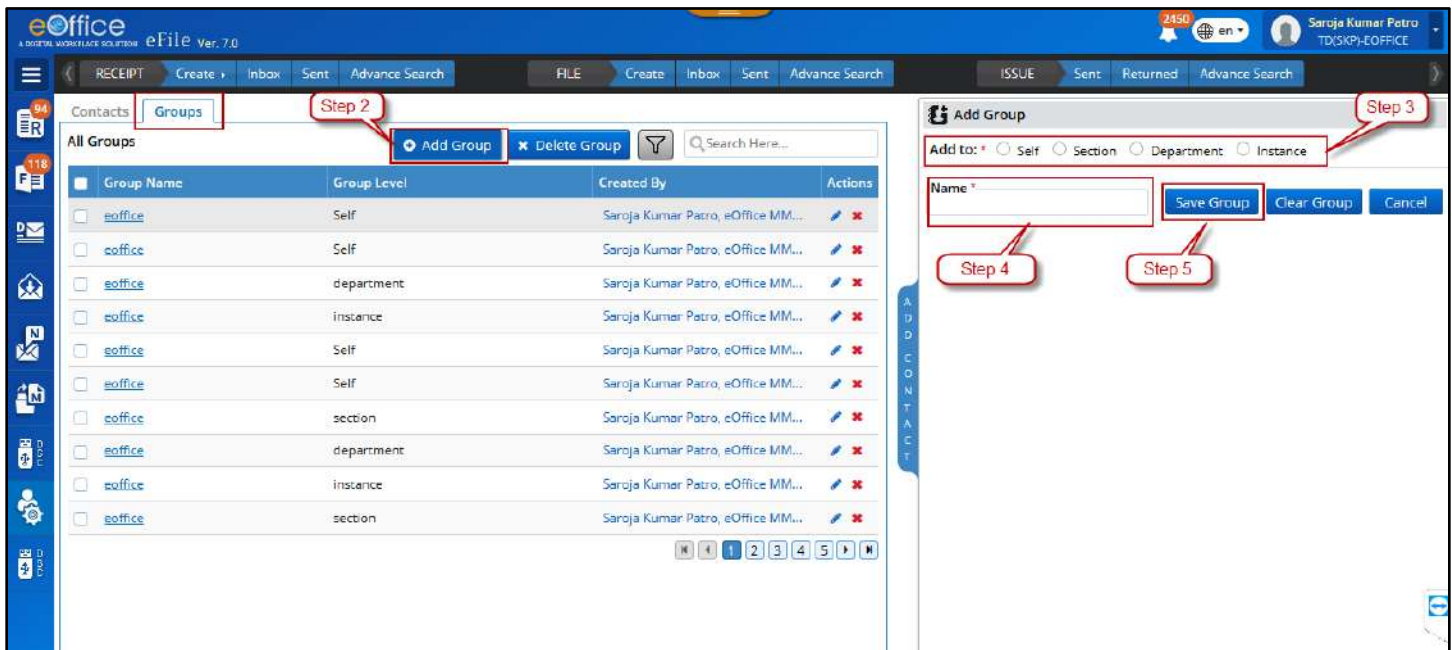 eOffice
A DIGITAL WORKPLACE SOLUTION eFile Ver. 7.0
2450
en
Saroja Kumar Patro
TD(SKP)-EOFFICE
RECEIPT Create Inbox Sent Advance Search FILE Create Inbox Sent Advance Search ISSUE Sent Returned Advance Search
94
R
118
F
D
N
M
DSC
Contacts Groups
Step 2
All Groups
Add Group Delete Group Search Here...
Group Name Group Level Created By Actions
eoffice Self Saroja Kumar Patro, eOffice MM...
eoffice Self Saroja Kumar Patro, eOffice MM...
eoffice department Saroja Kumar Patro, eOffice MM...
eoffice instance Saroja Kumar Patro, eOffice MM...
eoffice Self Saroja Kumar Patro, eOffice MM...
eoffice Self Saroja Kumar Patro, eOffice MM...
eoffice section Saroja Kumar Patro, eOffice MM...
eoffice department Saroja Kumar Patro, eOffice MM...
eoffice instance Saroja Kumar Patro, eOffice MM...
eoffice section Saroja Kumar Patro, eOffice MM...
1 2 3 4 5
ADD CONTACT
Add Group
Step 3
Add to: * Self Section Department Instance
Name *
Save Group Clear Group Cancel
Step 4
Step 5